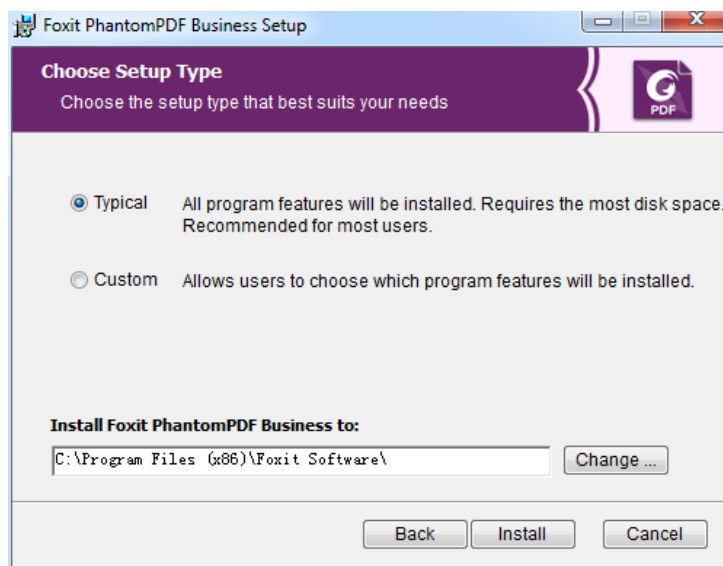 Foxit PhantomPDF Business Setup
Choose Setup Type
Choose the setup type that best suits your needs
PDF
Typical
All program features will be installed. Requires the most disk space.
Recommended for most users.
Custom
Allows users to choose which program features will be installed.
Install Foxit PhantomPDF Business to:
C:\Program Files (x86)\Foxit Software\
Change ...
Back
Install
Cancel